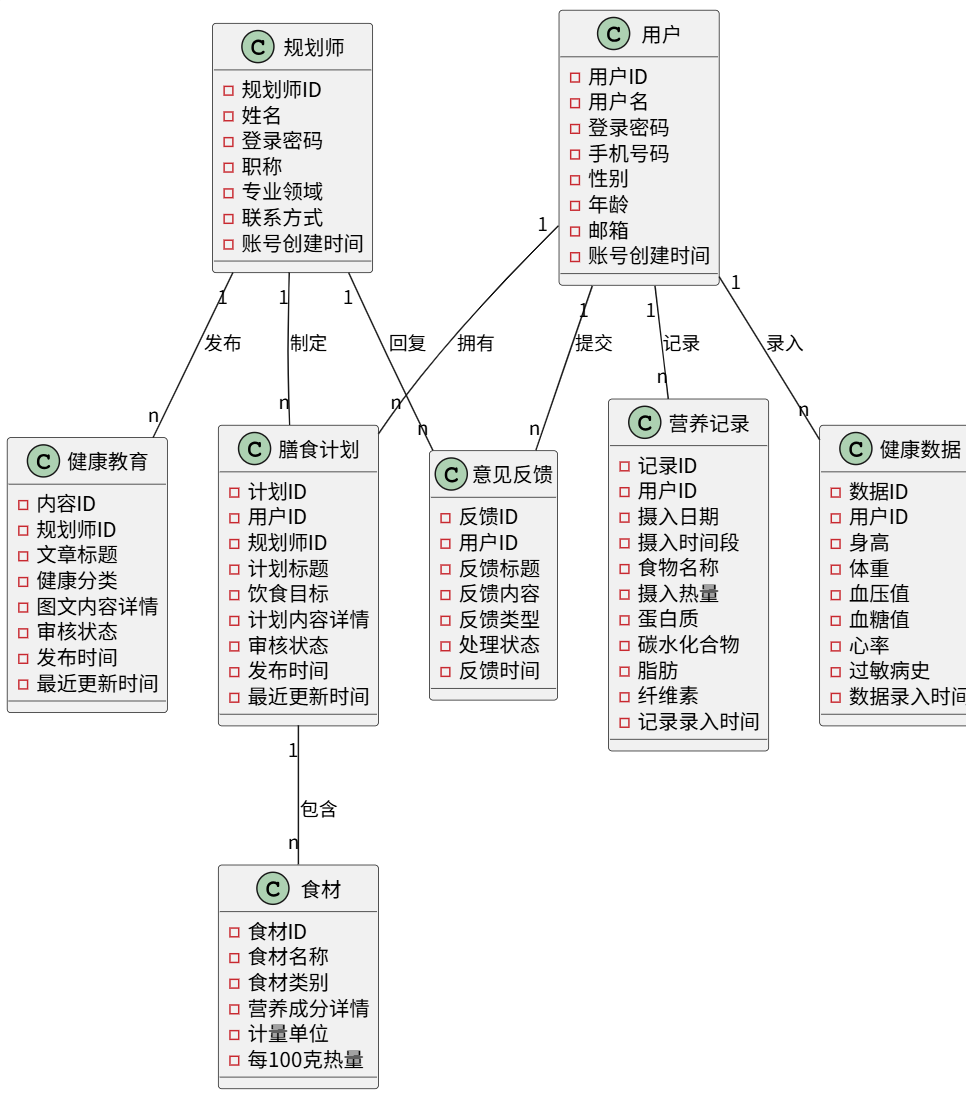 C 规划师
规划师ID
姓名
登录密码
职称
专业领域
联系方式
账号创建时间
C 用户
用户ID
用户名
登录密码
手机号码
性别
年龄
邮箱
账号创建时间
1
1
1
1
1
1
1
发布
制定
回复
拥有
提交
记录
录入
n
n
n
n
n
n
n
C 健康教育
内容ID
规划师ID
文章标题
健康分类
图文内容详情
审核状态
发布时间
最近更新时间
C 膳食计划
计划ID
用户ID
规划师ID
计划标题
饮食目标
计划内容详情
审核状态
发布时间
最近更新时间
C 意见反馈
反馈ID
用户ID
反馈标题
反馈内容
反馈类型
处理状态
反馈时间
C 营养记录
记录ID
用户ID
摄入日期
摄入时间段
食物名称
摄入热量
蛋白质
碳水化合物
脂肪
纤维素
记录录入时间
C 健康数据
数据ID
用户ID
身高
体重
血压值
血糖值
心率
过敏病史
数据录入时间
1
包含
n
C 食材
食材ID
食材名称
食材类别
营养成分详情
计量单位
每100克热量